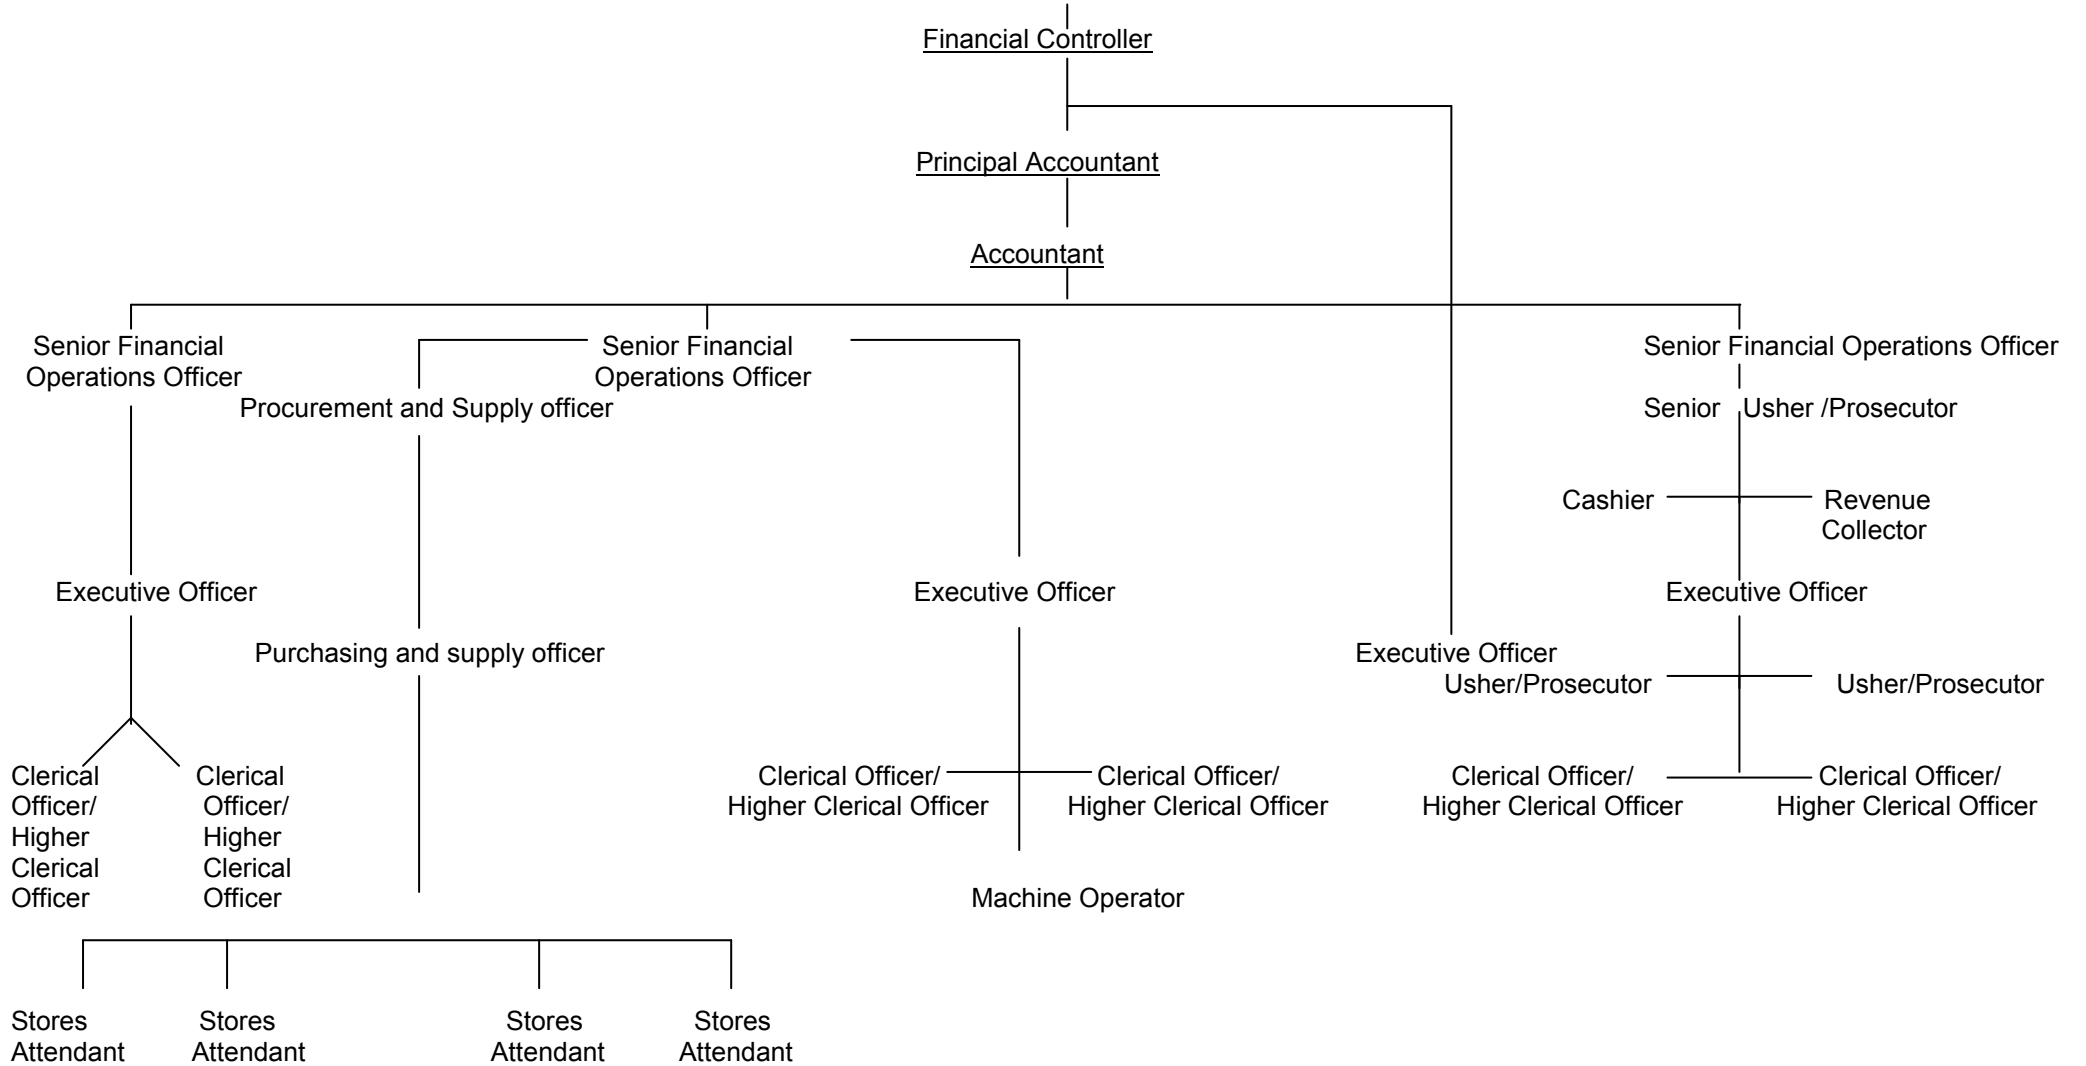 Financial Controller
Principal Accountant
Accountant
Senior Financial
Operations Officer
Senior Financial
Operations Officer
Senior Financial Operations Officer
Procurement and Supply officer
Senior Usher /Prosecutor
Cashier
Revenue
Collector
Executive Officer
Executive Officer
Executive Officer
Purchasing and supply officer
Executive Officer
Usher/Prosecutor
Usher/Prosecutor
Clerical
Officer/
Higher
Clerical
Officer
Clerical
Officer/
Higher
Clerical
Officer
Clerical Officer/
Higher Clerical Officer
Clerical Officer/
Higher Clerical Officer
Clerical Officer/
Higher Clerical Officer
Clerical Officer/
Higher Clerical Officer
Machine Operator
Stores
Attendant
Stores
Attendant
Stores
Attendant
Stores
Attendant